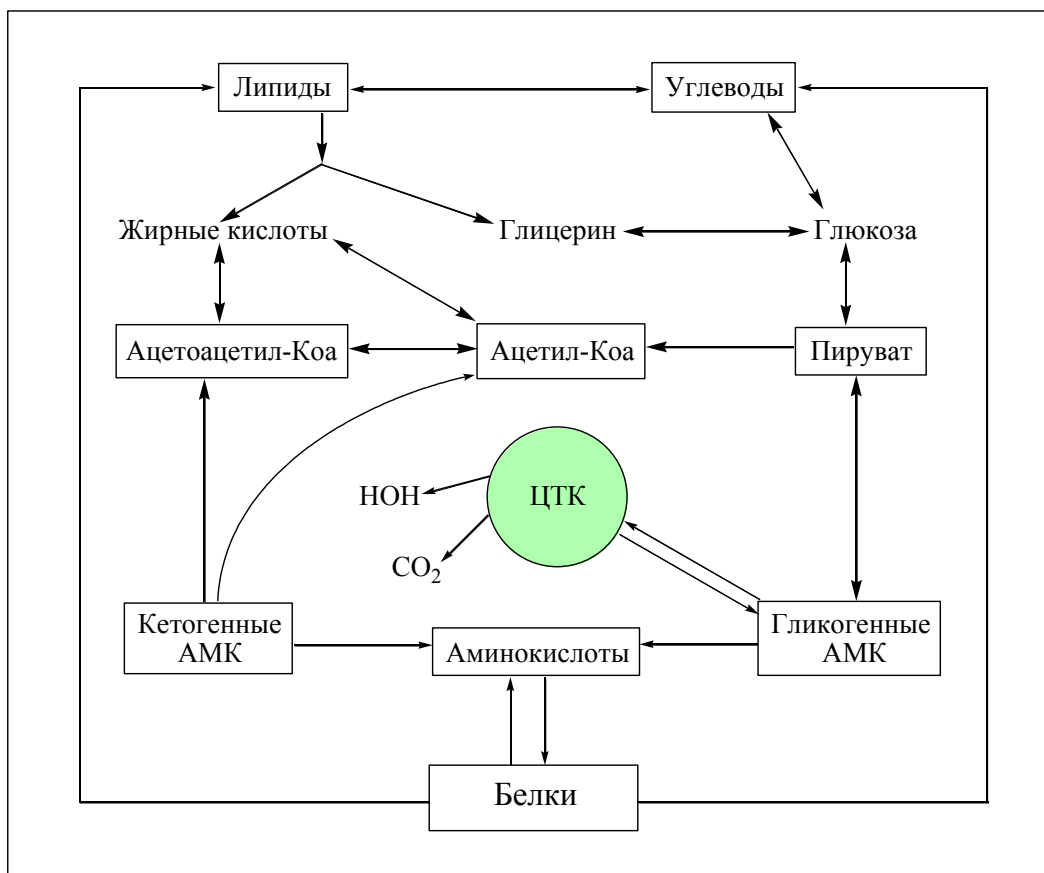 Липиды
Углеводы
Жирные кислоты
Глицерин
Глюкоза
Ацетоацетил-Коа
Ацетил-Коа
Пируват
НОН
ЦТК
CO₂
Кетогенные
АМК
Аминокислоты
Гликогенные
АМК
Белки